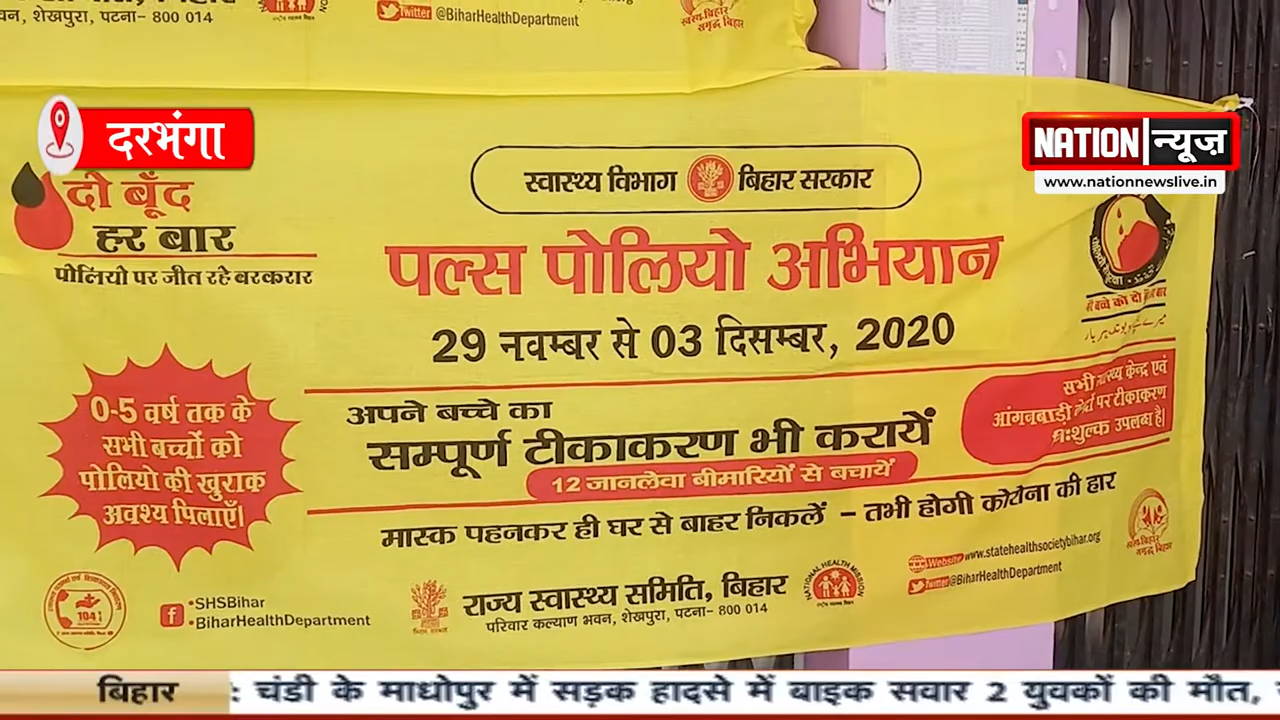 शेखपुरा, पटना- 800 014
Twitter @BiharHealthDepartment
स्वस्थ बिहार
समृद्ध बिहार
दरभंगा
NATION न्यूज़
www.nationnewslive.in
दो बूँद
हर बार
पोलियो पर जीत रहे बरकरार
स्वास्थ्य विभाग बिहार सरकार
पल्स पोलियो अभियान
29 नवम्बर से 03 दिसम्बर, 2020
0-5 वर्ष तक के
सभी बच्चों को
पोलियो की खुराक
अवश्य पिलाएँ।
अपने बच्चे का
सम्पूर्ण टीकाकरण भी करायें
12 जानलेवा बीमारियों से बचायें
सभी केन्द्र एवं
आंगनबाड़ी पर टीकाकरण
उपलब्ध है।
मास्क पहनकर ही घर से बाहर निकलें – तभी होगी कोरोना की हार
104
SHSBihar
BiharHealthDepartment
राज्य स्वास्थ्य समिति, बिहार
परिवार कल्याण भवन, शेखपुरा, पटना- 800 014
NATIONAL HEALTH MISSION
Website www.statehealthsocietybihar.org
Twitter @BiharHealthDepartment
बिहार : चंडी के माधोपुर में सड़क हादसे में बाइक सवार 2 युवकों की मौत,